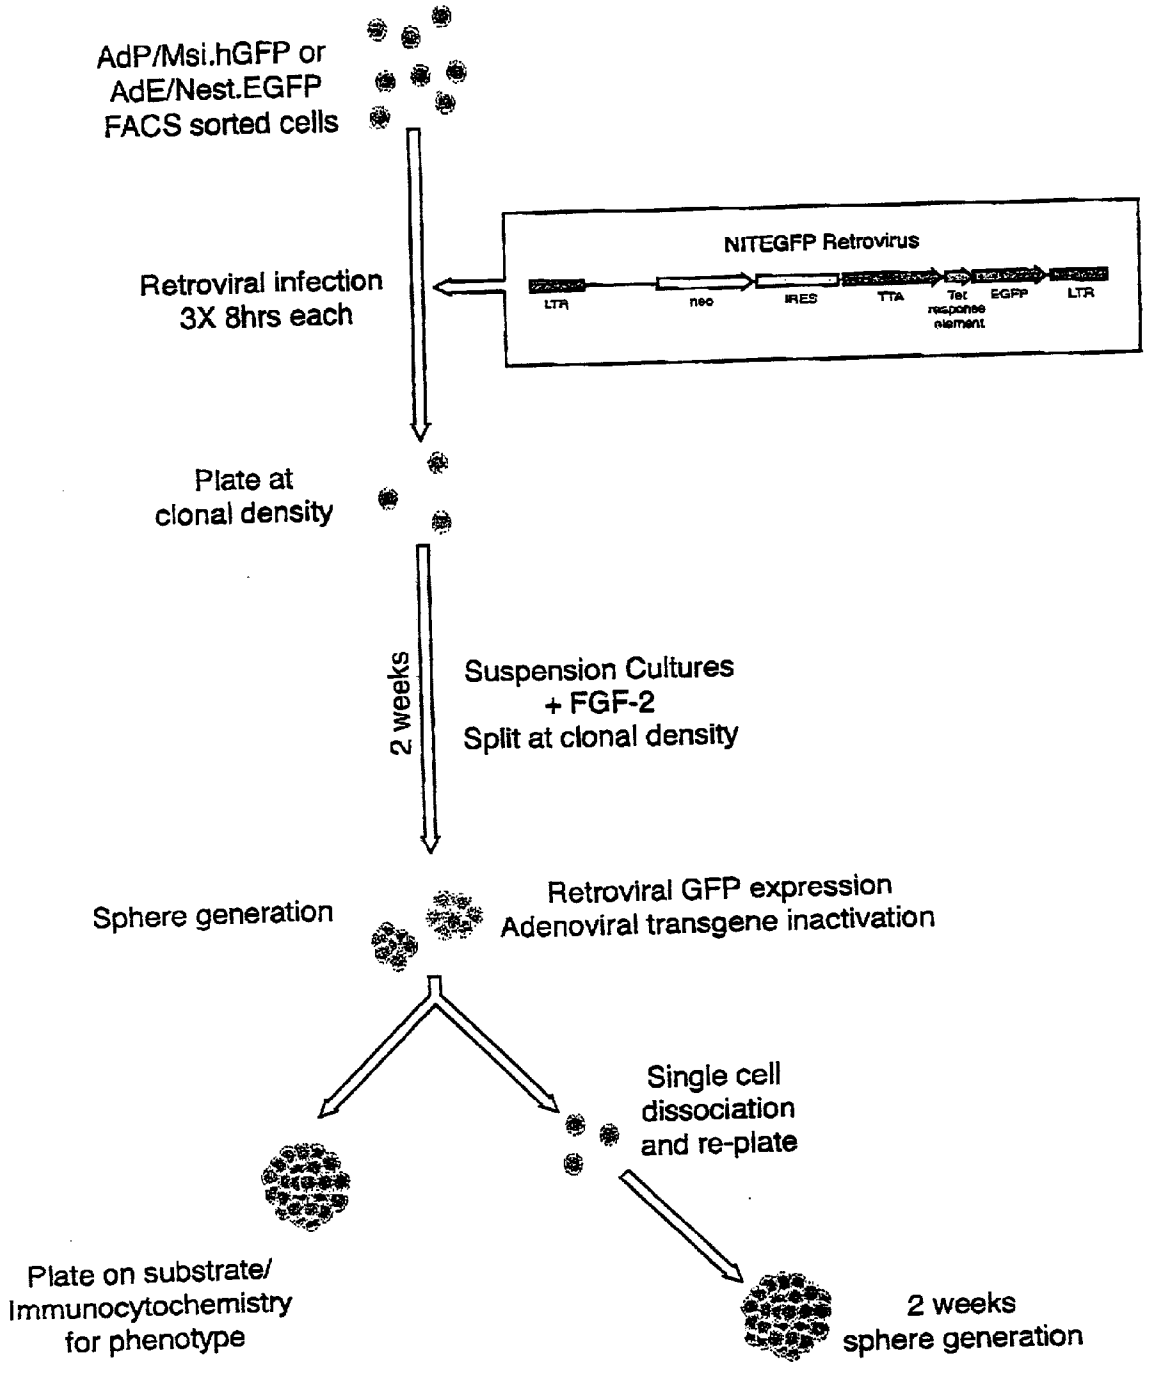 AdP/Msi.hGFP or
AdE/Nest.EGFP
FACS sorted cells
NITEGFP Retrovirus
LTR
neo
IRES
TTA
Tet
response
element
EGFP
LTR
Retroviral infection
3X 8hrs each
Plate at
clonal density
2 weeks
Suspension Cultures
+ FGF-2
Split at clonal density
Sphere generation
Retroviral GFP expression
Adenoviral transgene inactivation
Single cell
dissociation
and re-plate
Plate on substrate/
Immunocytochemistry
for phenotype
2 weeks
sphere generation